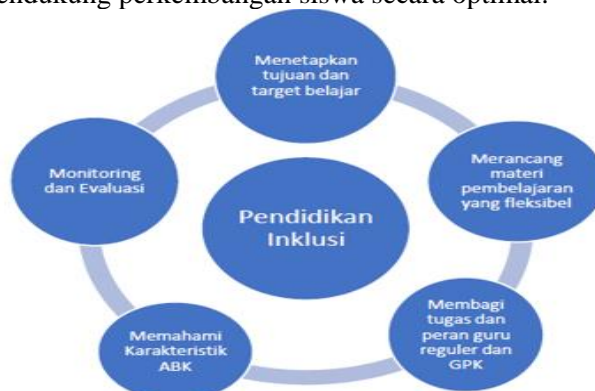 endukung perkembangan siswa secara optimal.
Menetapkan
tujuan dan
target belajar
Merancang
materi
pembelajaran
yang fleksibel
Membagi
tugas dan
peran guru
reguler dan
GPK
Memahami
Karakteristik
ABK
Monitoring
dan Evaluasi
Pendidikan
Inklusi